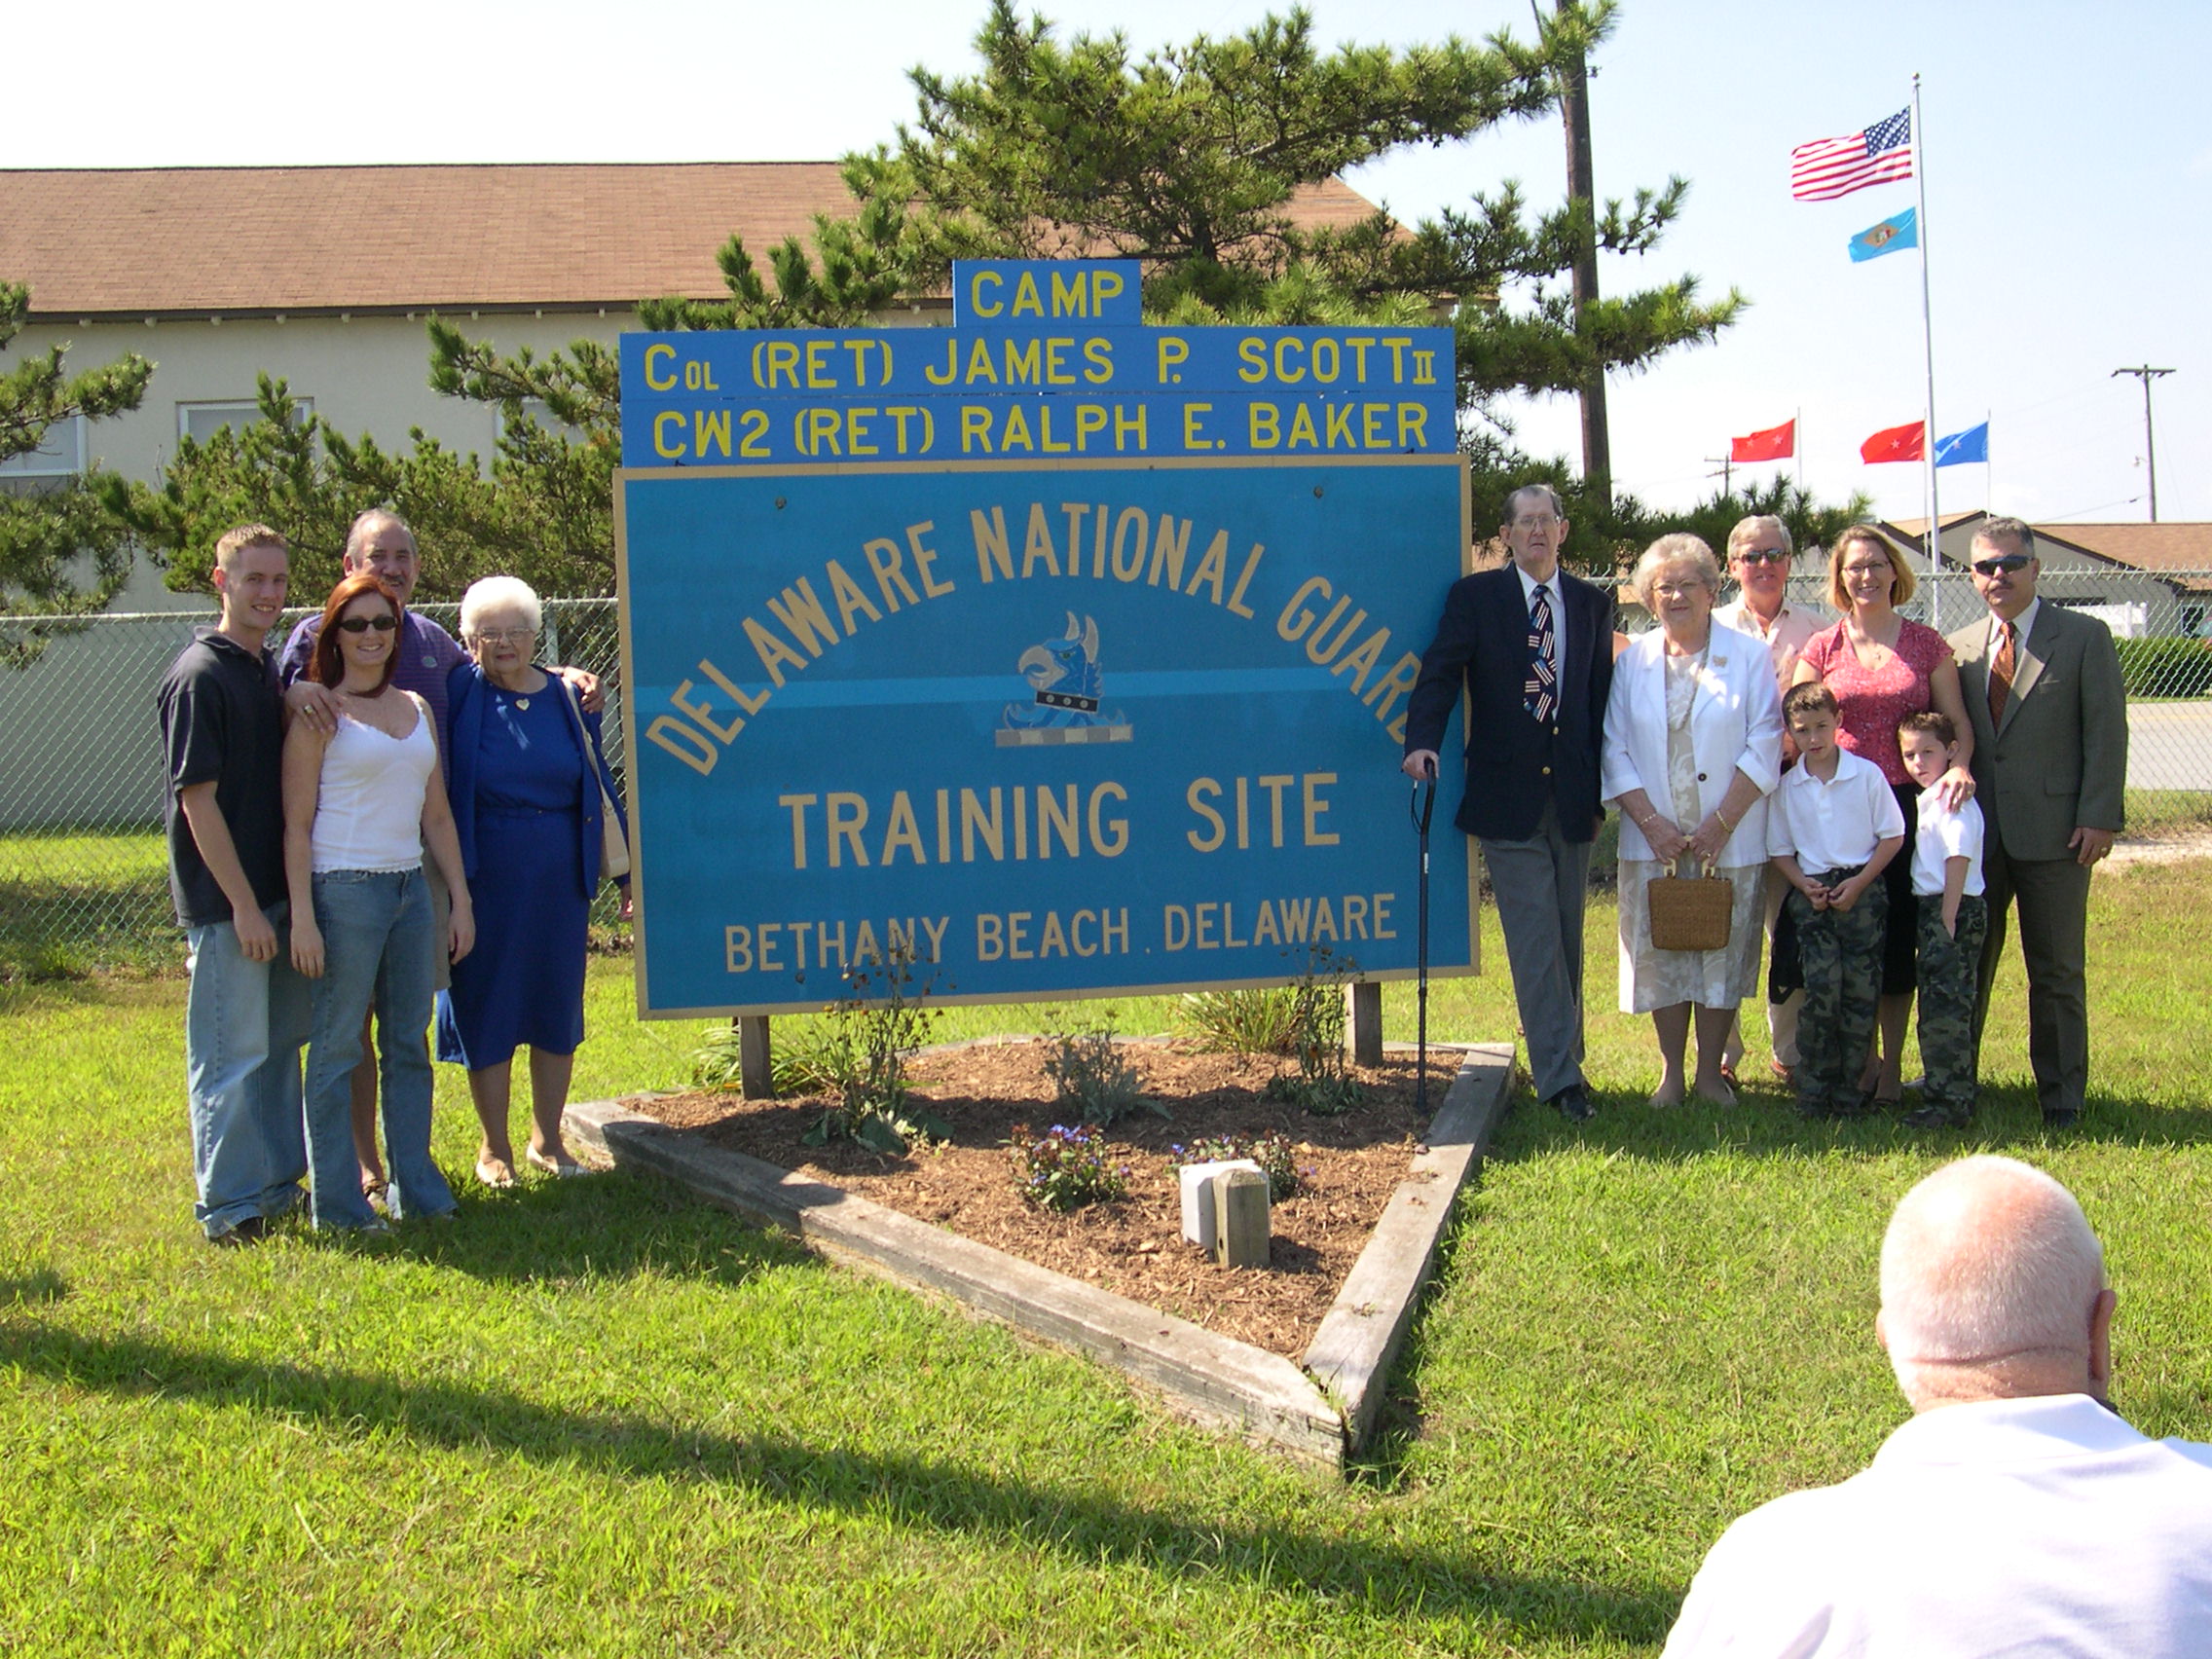 CAMP
COL (RET) JAMES P. SCOTT II
CW2 (RET) RALPH E. BAKER
DELAWARE NATIONAL GUARD
TRAINING SITE
BETHANY BEACH. DELAWARE